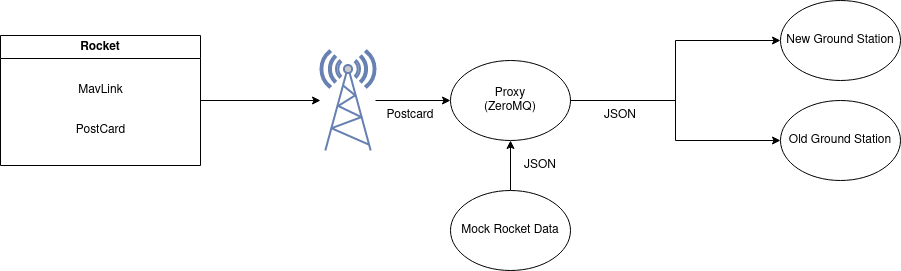 Rocket
MavLink
PostCard
Postcard
Proxy
(ZeroMQ)
JSON
JSON
Mock Rocket Data
New Ground Station
Old Ground Station